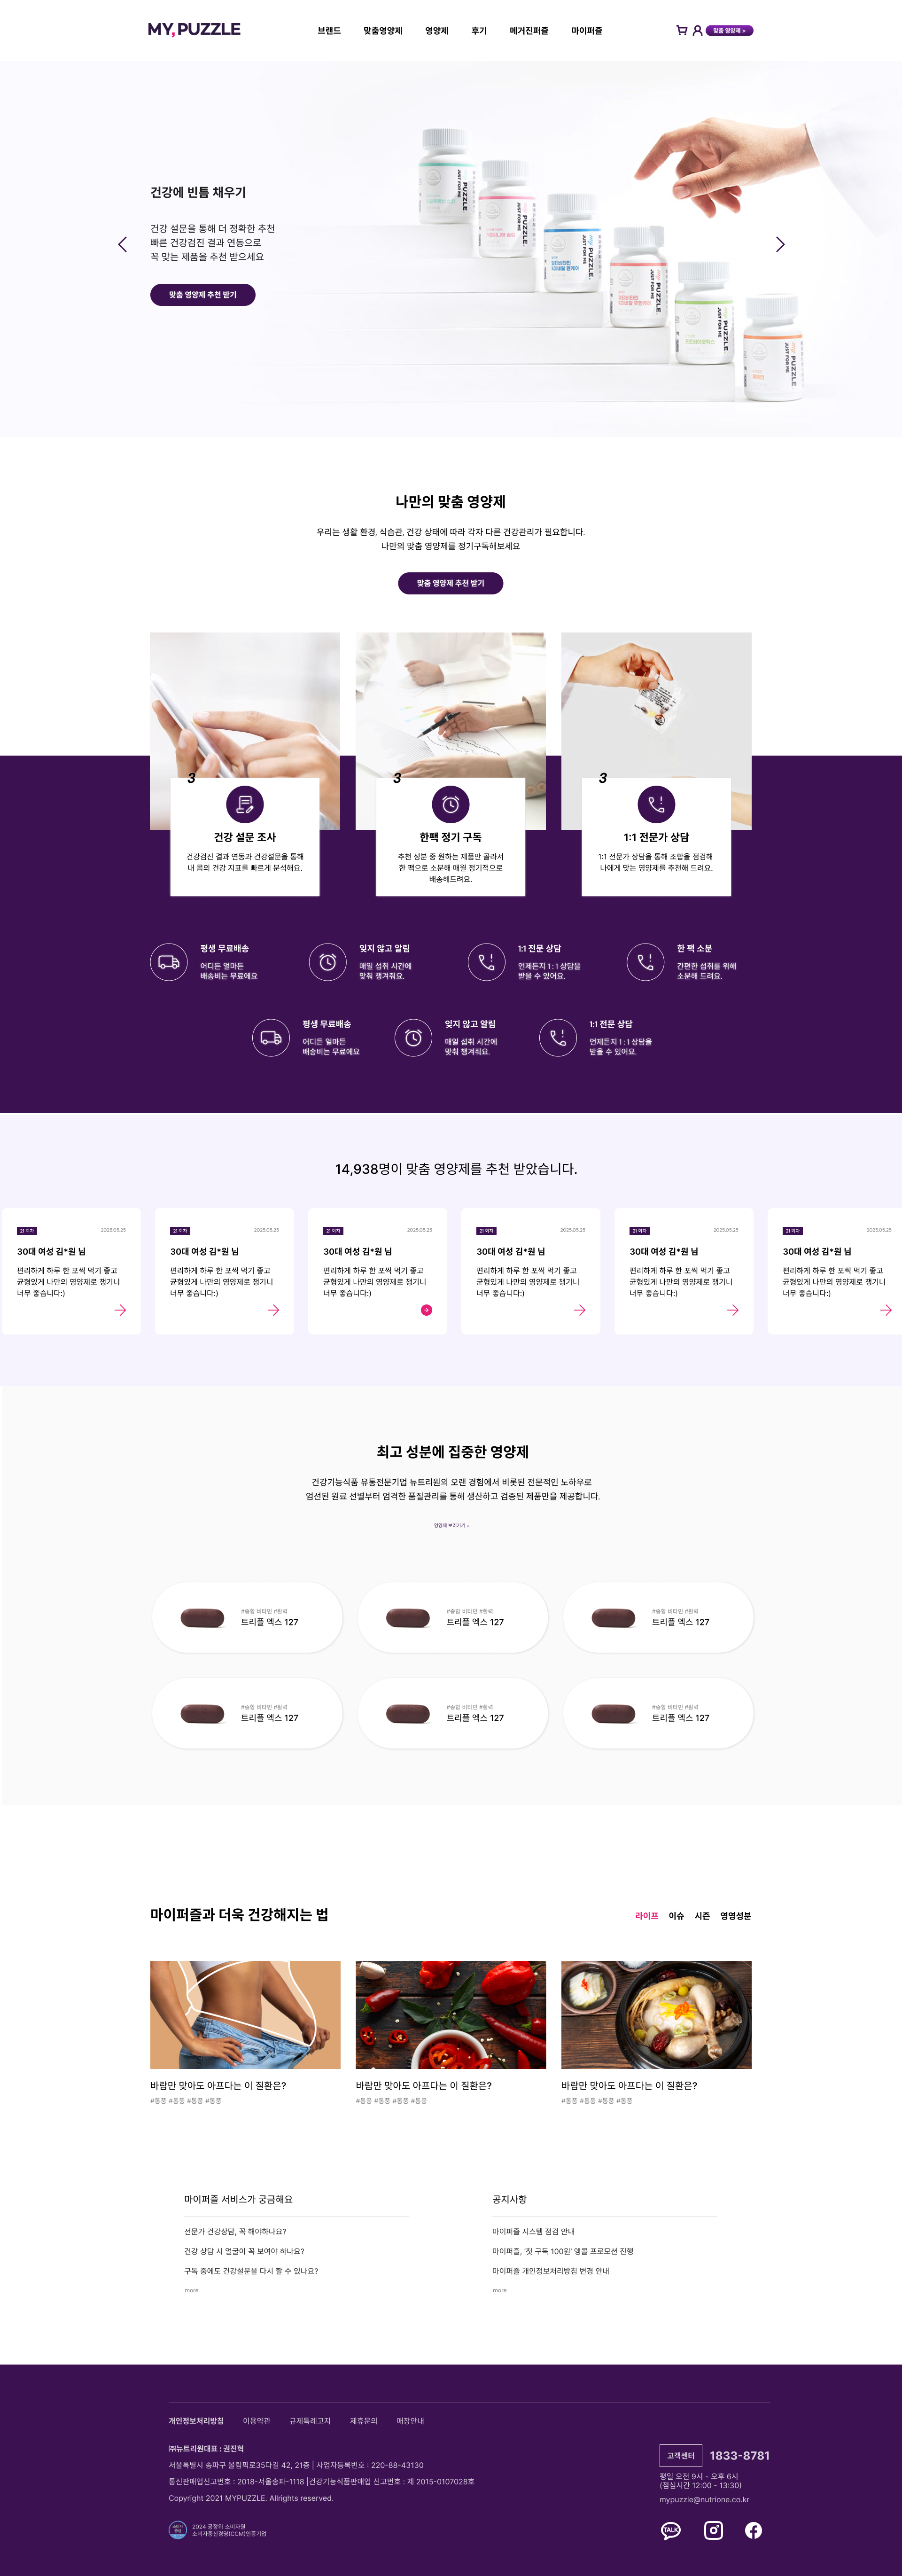 MY, PUZZLE
브랜드 맞춤영양제 영양제 후기 메거진퍼즐 마이퍼즐
맞춤 영양제 >
건강에 빈틈 채우기
건강 설문을 통해 더 정확한 추천
빠른 건강검진 결과 연동으로
꼭 맞는 제품을 추천 받으세요
맞춤 영양제 추천 받기
my PUZZLE
JUST FOR ME
my PUZZLE
JUST FOR ME
my PUZZLE
JUST FOR ME
my PUZZLE
JUST FOR ME
my PUZZLE
JUST FOR ME
my PUZZLE
JUST FOR ME
나만의 맞춤 영양제
우리는 생활 환경, 식습관, 건강 상태에 따라 각자 다른 건강관리가 필요합니다.
나만의 맞춤 영양제를 정기구독해보세요
맞춤 영양제 추천 받기
3
건강 설문 조사
건강검진 결과 연동과 건강설문을 통해
내 몸의 건강 지표를 빠르게 분석해요.
3
한팩 정기 구독
추천 성분 중 원하는 제품만 골라서
한 팩으로 소분해 매월 정기적으로
배송해드려요.
3
1:1 전문가 상담
1:1 전문가 상담을 통해 조합을 점검해
나에게 맞는 영양제를 추천해 드려요.
평생 무료배송
어디든 얼마든
배송비는 무료에요
잊지 않고 알림
매일 섭취 시간에
맞춰 챙겨줘요.
1:1 전문 상담
언제든지 1 : 1 상담을
받을 수 있어요.
한 팩 소분
간편한 섭취를 위해
소분해 드려요.
평생 무료배송
어디든 얼마든
배송비는 무료에요
잊지 않고 알림
매일 섭취 시간에
맞춰 챙겨줘요.
1:1 전문 상담
언제든지 1 : 1 상담을
받을 수 있어요.
14,938명이 맞춤 영양제를 추천 받았습니다.
21 회차 2025.05.25
30대 여성 김*원 님
편리하게 하루 한 포씩 먹기 좋고
균형있게 나만의 영양제로 챙기니
너무 좋습니다:)
21 회차 2025.05.25
30대 여성 김*원 님
편리하게 하루 한 포씩 먹기 좋고
균형있게 나만의 영양제로 챙기니
너무 좋습니다:)
21 회차 2025.05.25
30대 여성 김*원 님
편리하게 하루 한 포씩 먹기 좋고
균형있게 나만의 영양제로 챙기니
너무 좋습니다:)
21 회차 2025.05.25
30대 여성 김*원 님
편리하게 하루 한 포씩 먹기 좋고
균형있게 나만의 영양제로 챙기니
너무 좋습니다:)
21 회차 2025.05.25
30대 여성 김*원 님
편리하게 하루 한 포씩 먹기 좋고
균형있게 나만의 영양제로 챙기니
너무 좋습니다:)
21 회차 2025.05.25
30대 여성 김*원 님
편리하게 하루 한 포씩 먹기 좋고
균형있게 나만의 영양제로 챙기니
너무 좋습니다:)
최고 성분에 집중한 영양제
건강기능식품 유통전문기업 뉴트리원의 오랜 경험에서 비롯된 전문적인 노하우로
엄선된 원료 선별부터 엄격한 품질관리를 통해 생산하고 검증된 제품만을 제공합니다.
영양제 보러가기 >
#종합 비타민 #활력
트리플 엑스 127
#종합 비타민 #활력
트리플 엑스 127
#종합 비타민 #활력
트리플 엑스 127
#종합 비타민 #활력
트리플 엑스 127
#종합 비타민 #활력
트리플 엑스 127
#종합 비타민 #활력
트리플 엑스 127
마이퍼즐과 더욱 건강해지는 법
라이프 이슈 시즌 영영성분
바람만 맞아도 아프다는 이 질환은?
#통풍 #통풍 #통풍 #통풍
바람만 맞아도 아프다는 이 질환은?
#통풍 #통풍 #통풍 #통풍
바람만 맞아도 아프다는 이 질환은?
#통풍 #통풍 #통풍 #통풍
마이퍼즐 서비스가 궁금해요
전문가 건강상담, 꼭 해야하나요?
건강 상담 시 얼굴이 꼭 보여야 하나요?
구독 중에도 건강설문을 다시 할 수 있나요?
more
공지사항
마이퍼즐 시스템 점검 안내
마이퍼즐, '첫 구독 100원' 앵콜 프로모션 진행
마이퍼즐 개인정보처리방침 변경 안내
more
개인정보처리방침 이용약관 규제특례고지 제휴문의 매장안내
㈜뉴트리원대표 : 권진혁
서울특별시 송파구 올림픽로35다길 42, 21층 | 사업자등록번호 : 220-88-43130
통신판매업신고번호 : 2018-서울송파-1118 |건강기능식품판매업 신고번호 : 제 2015-0107028호
Copyright 2021 MYPUZZLE. Allrights reserved.
2024 공정위 소비자원
소비자중심경영(CCM)인증기업
고객센터 1833-8781
평일 오전 9시 - 오후 6시
(점심시간 12:00 - 13:30)
mypuzzle@nutrione.co.kr
TALK